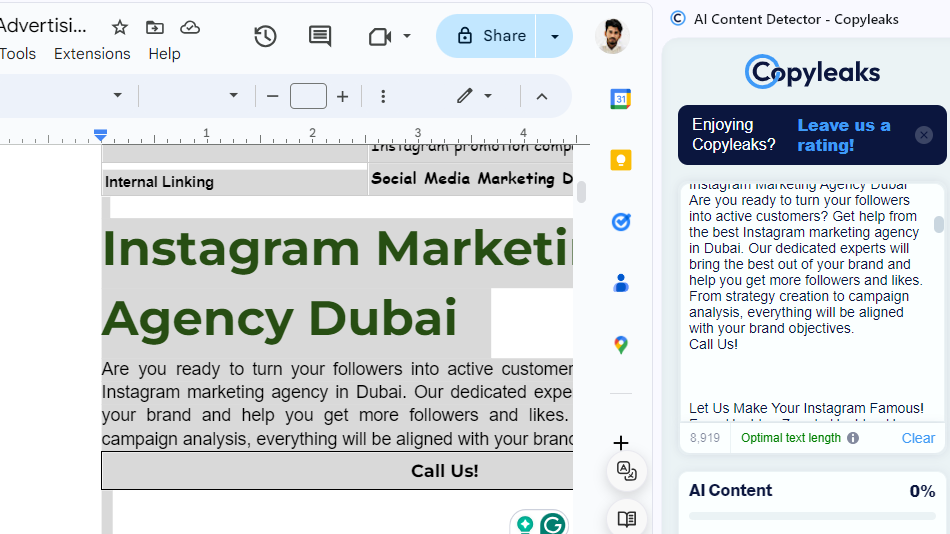 Advertisi...
Share
Tools Extensions Help
31
1 2 3 4
Instagram promotion comp
Internal Linking
Social Media Marketing D
Instagram Marketi
Agency Dubai
Are you ready to turn your followers into active customer
Instagram marketing agency in Dubai. Our dedicated expe
your brand and help you get more followers and likes.
campaign analysis, everything will be aligned with your brand
Call Us!
AI Content Detector - Copyleaks
Copyleaks
Enjoying Copyleaks?
Leave us a rating!
Instagram Marketing Agency Dubai
Are you ready to turn your followers
into active customers? Get help from
the best Instagram marketing agency
in Dubai. Our dedicated experts will
bring the best out of your brand and
help you get more followers and likes.
From strategy creation to campaign
analysis, everything will be aligned
with your brand objectives.
Call Us!
Let Us Make Your Instagram Famous!
8,919 Optimal text length Clear
AI Content 0%